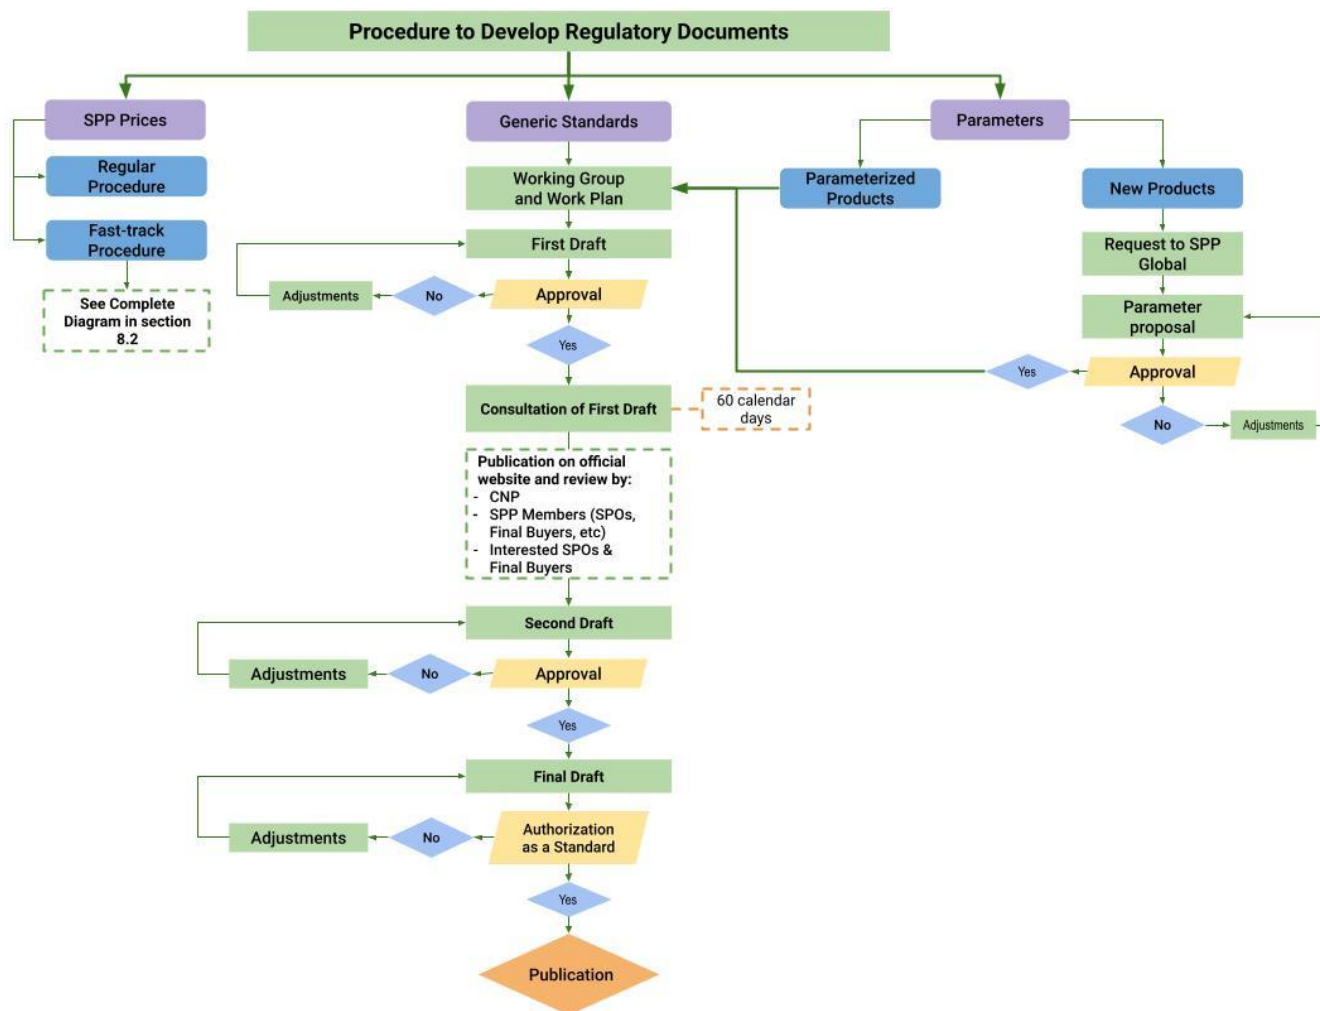 Procedure to Develop Regulatory Documents
SPP Prices
Regular
Procedure
Fast-track
Procedure
See Complete
Diagram in section
8.2
Generic Standards
Working Group
and Work Plan
First Draft
Approval
No
Adjustments
Yes
Consultation of First Draft
60 calendar
days
Publication on official
website and review by:
- CNP
- SPP Members (SPOs,
Final Buyers, etc)
- Interested SPOs &
Final Buyers
Second Draft
Approval
No
Adjustments
Yes
Final Draft
Authorization
as a Standard
No
Adjustments
Yes
Publication
Parameters
Parameterized
Products
New Products
Request to SPP
Global
Parameter
proposal
Approval
Yes
No
Adjustments